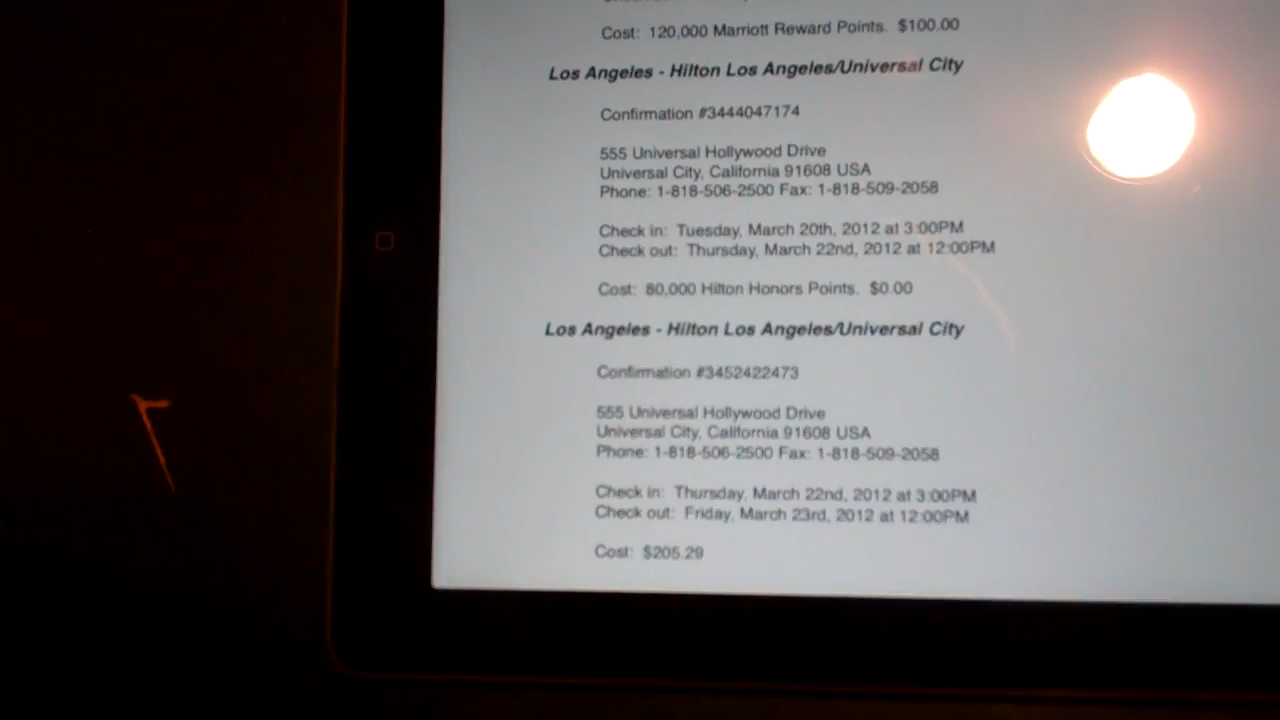 Cost: 120,000 Marriott Reward Points. $100.00
Los Angeles - Hilton Los Angeles/Universal City
Confirmation #3444047174
555 Universal Hollywood Drive
Universal City, California 91608 USA
Phone: 1-818-506-2500 Fax: 1-818-509-2058
Check in: Tuesday, March 20th, 2012 at 3:00PM
Check out: Thursday, March 22nd, 2012 at 12:00PM
Cost: 80,000 Hilton Honors Points. $0.00
Los Angeles - Hilton Los Angeles/Universal City
Confirmation #3452422473
555 Universal Hollywood Drive
Universal City, California 91608 USA
Phone: 1-818-506-2500 Fax: 1-818-509-2058
Check in: Thursday, March 22nd, 2012 at 3:00PM
Check out: Friday, March 23rd, 2012 at 12:00PM
Cost: $205.29